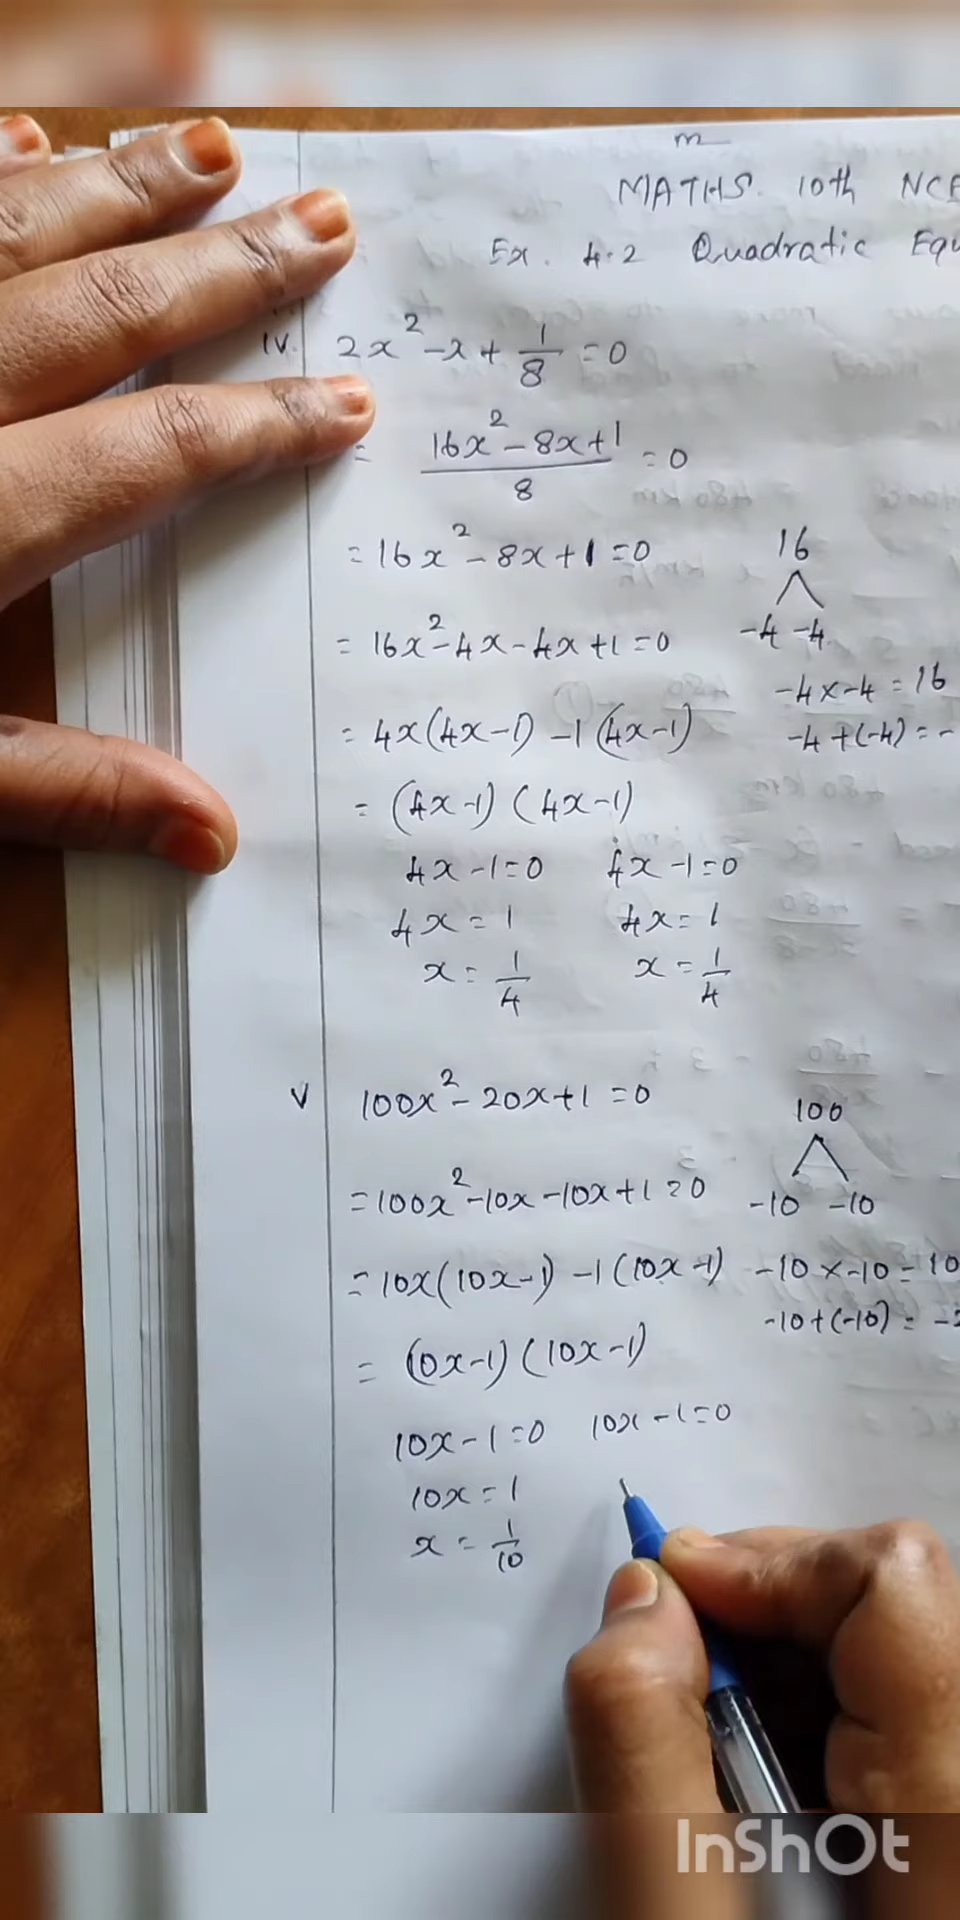 m
MATHS. 10th NCE
Ex. 4.2 Quadratic Equ
iv. 2x² - x + 1/8 = 0
= 16x² - 8x + 1 / 8 = 0
= 16x² - 8x + 1 = 0
16
= 16x² - 4x - 4x + 1 = 0
-4 -4
-4 x -4 = 16
= 4x(4x-1) -1(4x-1)
-4 + (-4) = -
= (4x-1) (4x-1)
4x-1=0 4x-1=0
4x = 1 4x = 1
x = 1/4 x = 1/4
v 100x² - 20x + 1 = 0
100
= 100x² - 10x - 10x + 1 = 0
-10 -10
= 10x(10x-1) -1(10x-1)
-10 x -10 = 10
-10 + (-10) = -2
= (10x-1) (10x-1)
10x-1=0 10x-1=0
10x = 1
x = 1/10
InShOt